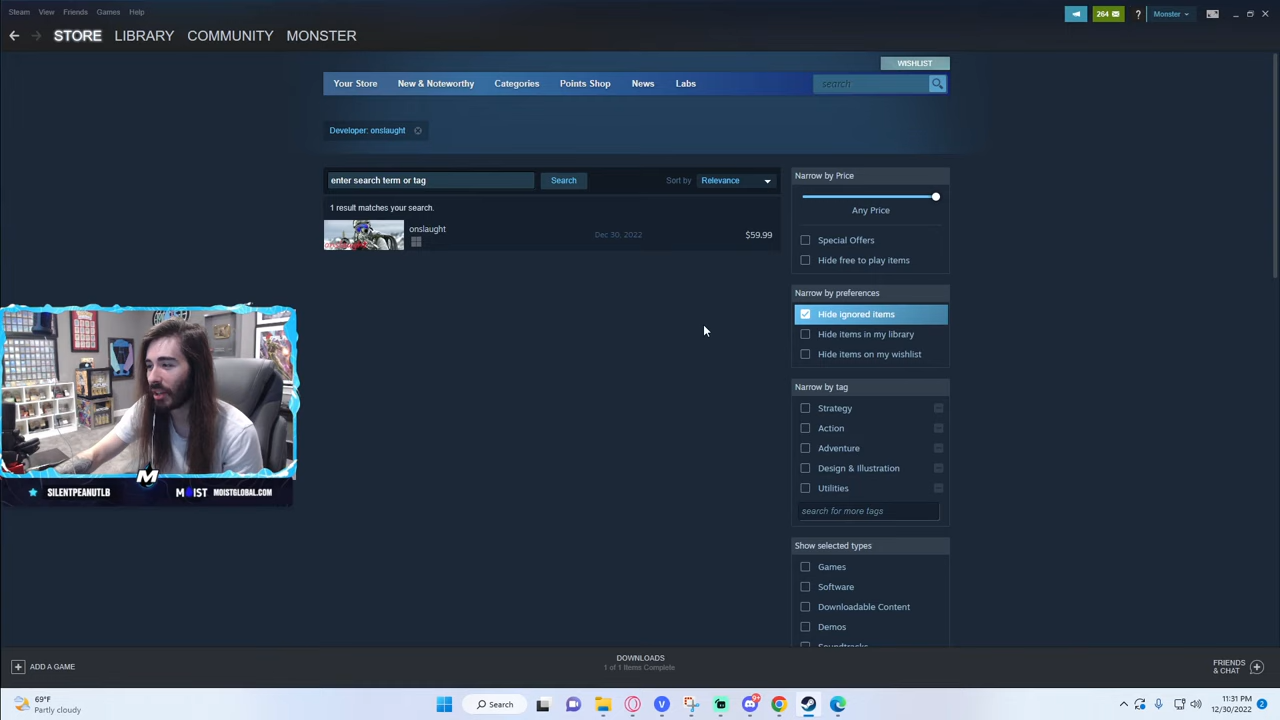 Steam View Friends Games Help
264 ? Monster
STORE LIBRARY COMMUNITY MONSTER
WISHLIST
Your Store New & Noteworthy Categories Points Shop News Labs search
Developer: onslaught
enter search term or tag Search Sort by Relevance
1 result matches your search.
onslaught
Dec 30, 2022 $59.99
Narrow by Price
Any Price
Special Offers
Hide free to play items
Narrow by preferences
Hide ignored items
Hide items in my library
Hide items on my wishlist
Narrow by tag
Strategy
Action
Adventure
Design & Illustration
Utilities
search for more tags
Show selected types
Games
Software
Downloadable Content
Demos
Soundtracks
M
SILENTPEANUTLB MOIST MOISTGLOBAL.COM
ADD A GAME
DOWNLOADS
1 of 1 Items Complete
FRIENDS
& CHAT
69°F
Partly cloudy
Search
11:31 PM
12/30/2022
2